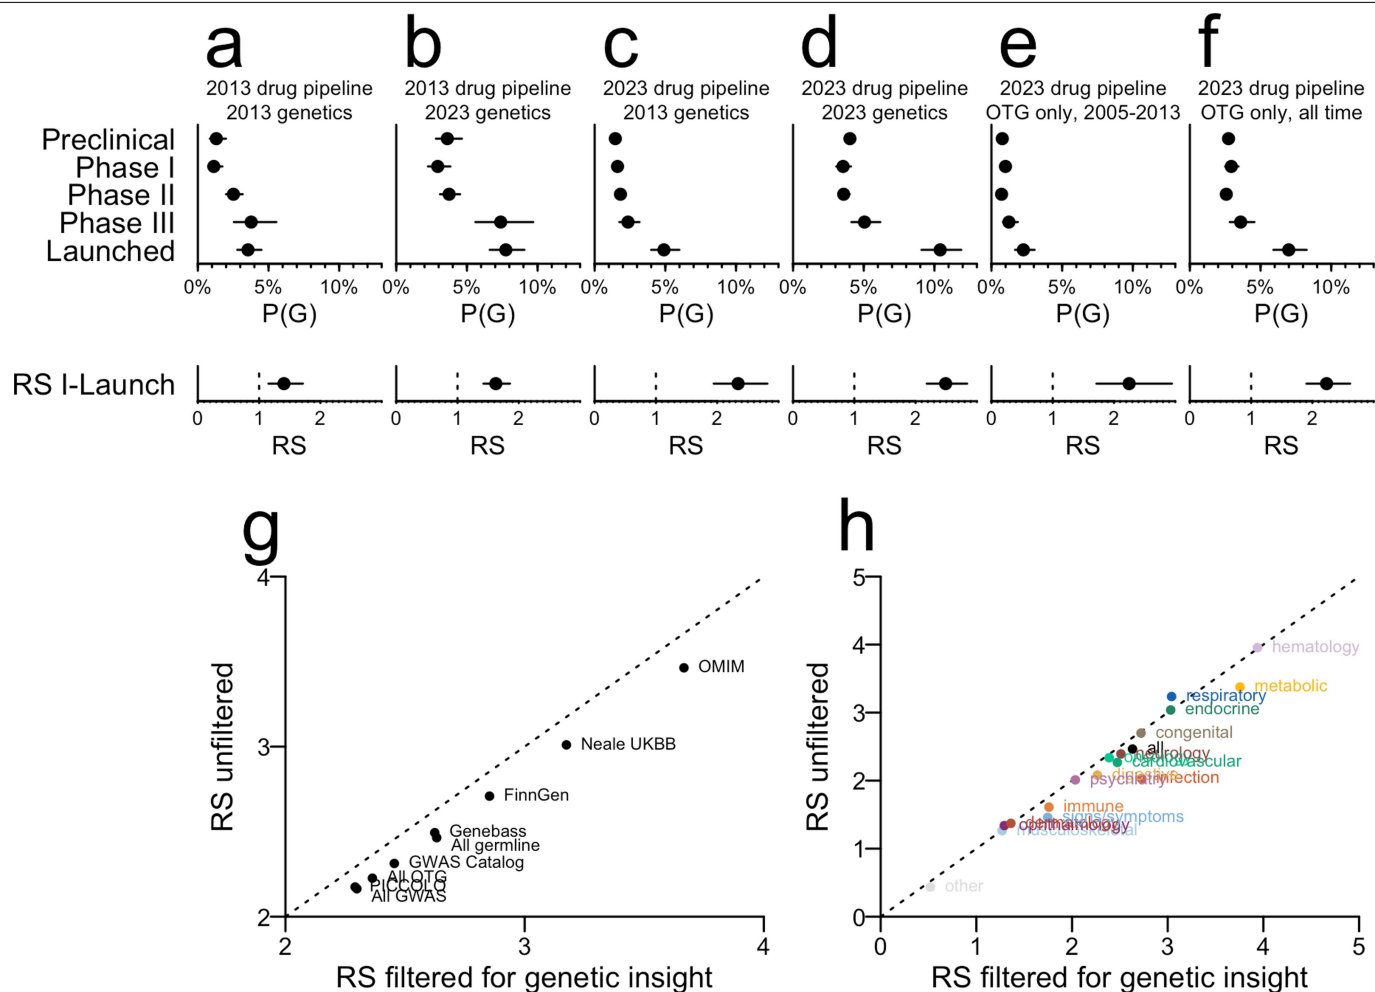 a b c d e f
2013 drug pipeline 2013 drug pipeline 2023 drug pipeline 2023 drug pipeline 2023 drug pipeline 2023 drug pipeline
2013 genetics 2023 genetics 2013 genetics 2023 genetics OTG only, 2005-2013 OTG only, all time
Preclinical
Phase I
Phase II
Phase III
Launched
0% 5% 10% 0% 5% 10% 0% 5% 10% 0% 5% 10% 0% 5% 10% 0% 5% 10%
P(G) P(G) P(G) P(G) P(G) P(G)
RS I-Launch
0 1 2 0 1 2 0 1 2 0 1 2 0 1 2 0 1 2
RS RS RS RS RS RS
g
4
3
2
RS unfiltered
OMIM
Neale UKBB
FinnGen
Genebass
All germline
GWAS Catalog
All OTG
PICCOLO
All GWAS
2 3 4
RS filtered for genetic insight
h
5
4
3
2
1
0
RS unfiltered
hematology
metabolic
respiratory
endocrine
congenital
all
neurology
oncology
cardiovascular
digestive
psychiatry
infection
immune
signs/symptoms
dermatology
ophthalmology
musculoskeletal
other
0 1 2 3 4 5
RS filtered for genetic insight